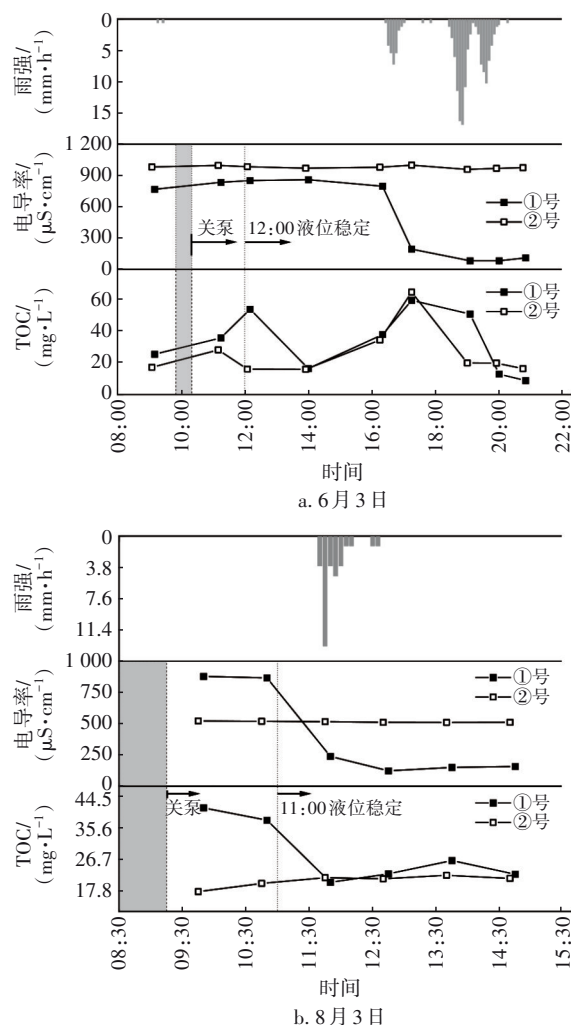 0
5
10
15
雨强/
(mm·h⁻¹)
1 200
900
600
300
0
电导率/
(μS·cm⁻¹)
①号
②号
关泵
12:00液位稳定
60
40
20
0
TOC/
(mg·L⁻¹)
①号
②号
08:00
10:00
12:00
14:00
16:00
18:00
20:00
22:00
时间
a. 6月3日
0
3.8
7.6
11.4
雨强/
(mm·h⁻¹)
1 000
750
500
250
0
电导率/
(μS·cm⁻¹)
①号
②号
44.5
35.6
26.7
17.8
TOC/
(mg·L⁻¹)
关泵
11:00液位稳定
①号
②号
08:30
09:30
10:30
11:30
12:30
13:30
14:30
15:30
时间
b. 8月3日